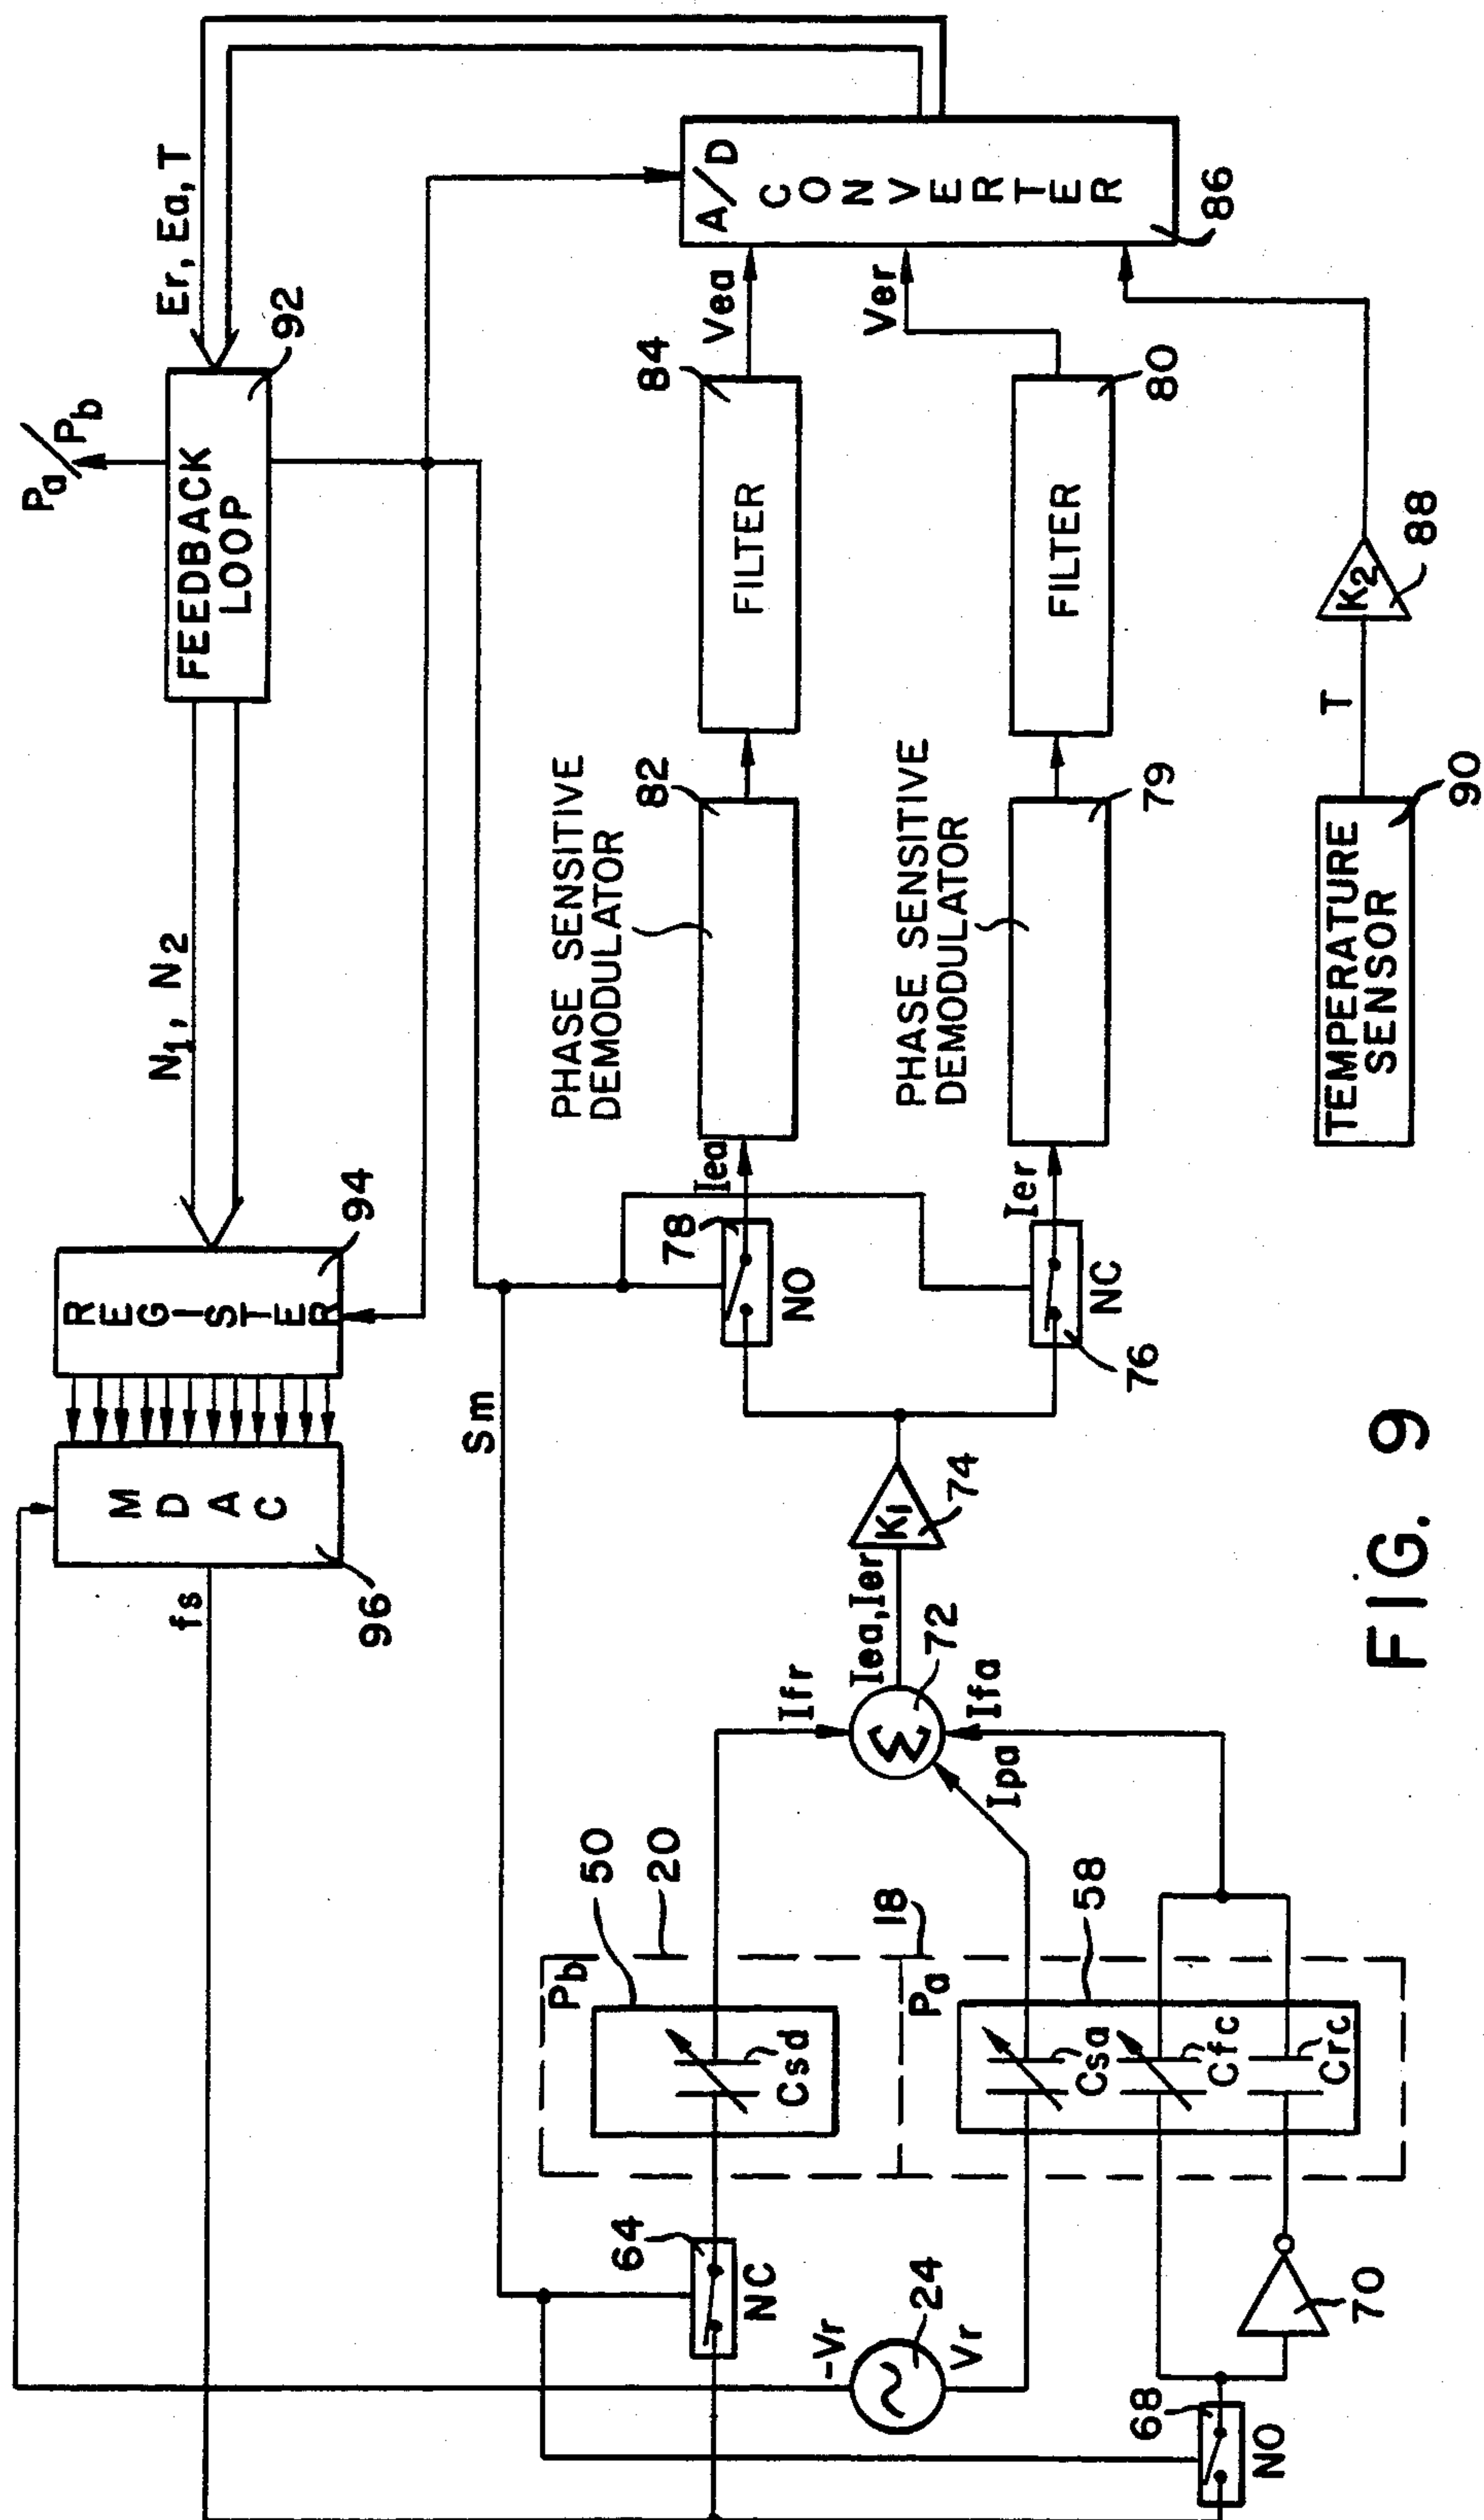 fs
96
MDAC
REGISTER
94
N1, N2
FEEDBACK
LOOP
92
Pa/Pb
Er, Ea, T
Sm
PHASE SENSITIVE
DEMODULATOR
82
84
FILTER
Vea
Iea
78
NO
PHASE SENSITIVE
DEMODULATOR
79
FILTER
80
Ver
Ier
NC
76
A/D
CONVERTER
86
TEMPERATURE
SENSOR
90
T
K2
88
64
NC
Pb
50
20
Csd
Ifr
-Vr
24
Vr
Pa
18
58
Csa
Cfc
Crc
Ipa
Ifa
72
Σ
Iea, Ier
K1
74
68
NO
70
FIG. 9